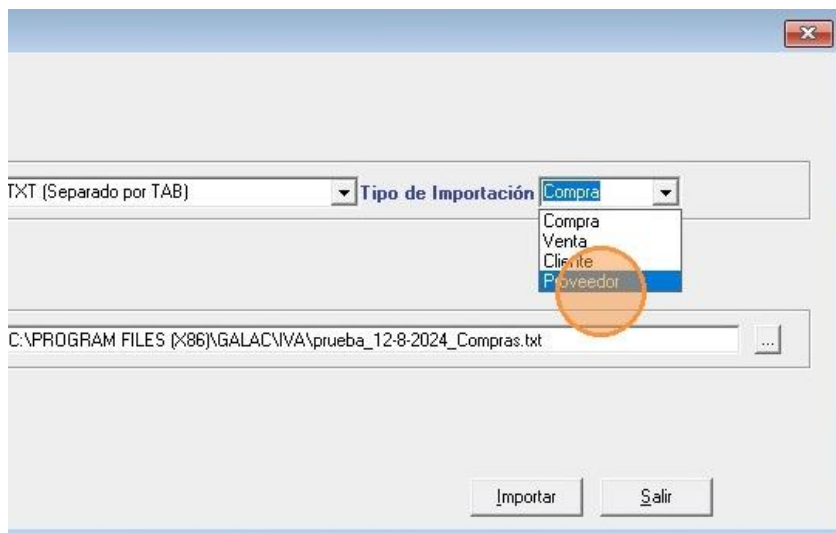 TXT (Separado por TAB) Tipo de Importación Compra
Compra
Venta
Cliente
Proveedor
C:\PROGRAM FILES (X86)\GALAC\IVA\prueba_12-8-2024_Compras.txt ...
Importar Salir